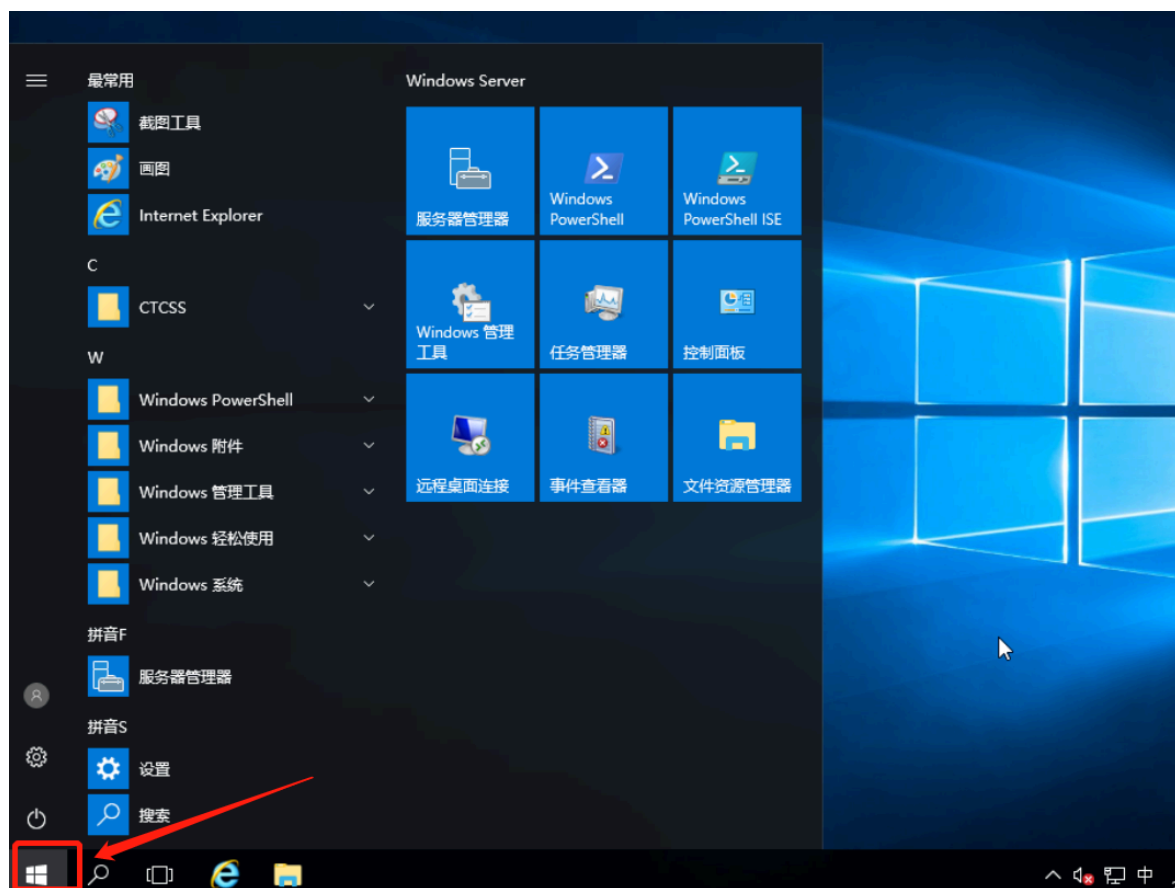 最常用
截图工具
画图
Internet Explorer
C
CTCSS
W
Windows PowerShell
Windows 附件
Windows 管理工具
Windows 轻松使用
Windows 系统
拼音F
服务器管理器
拼音S
设置
搜索
Windows Server
服务器管理器
Windows
PowerShell
Windows
PowerShell ISE
Windows 管理
工具
任务管理器
控制面板
远程桌面连接
事件查看器
文件资源管理器
中